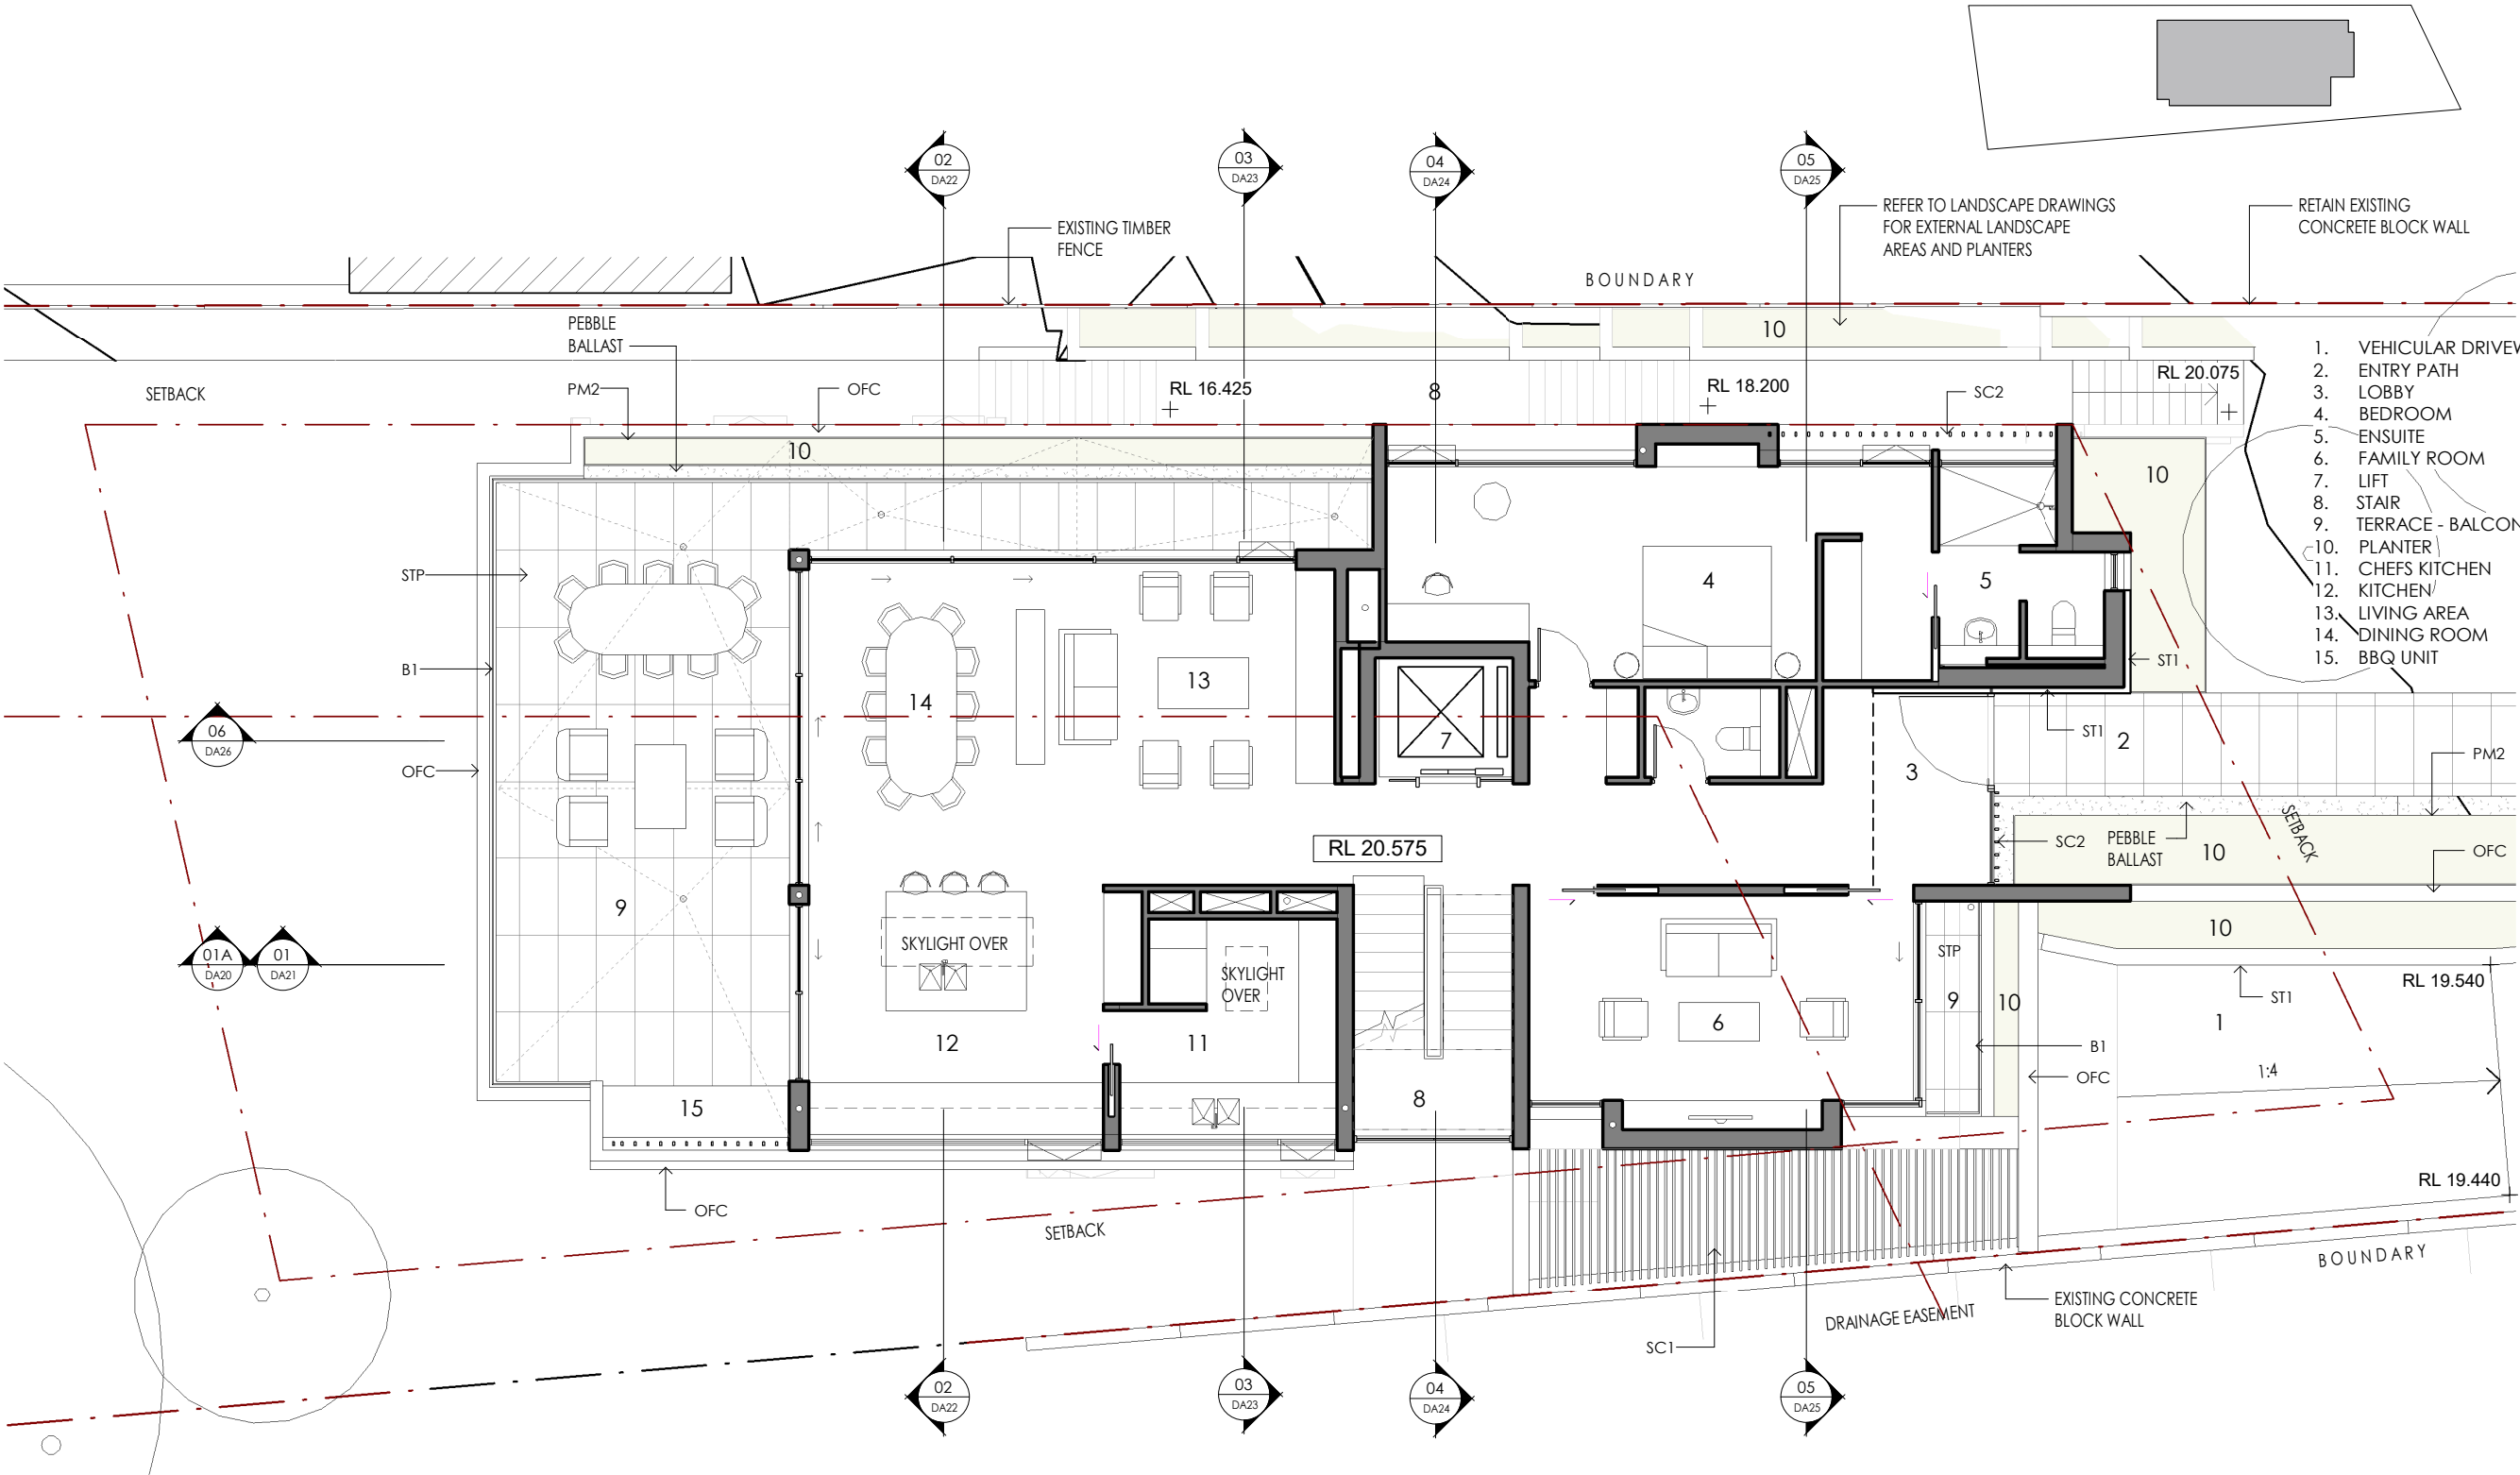 02
DA22
03
DA23
04
DA24
05
DA25
EXISTING TIMBER
FENCE
REFER TO LANDSCAPE DRAWINGS
FOR EXTERNAL LANDSCAPE
AREAS AND PLANTERS
RETAIN EXISTING
CONCRETE BLOCK WALL
BOUNDARY
PEBBLE
BALLAST
10
1. VEHICULAR DRIVEW
2. ENTRY PATH
3. LOBBY
4. BEDROOM
5. ENSUITE
6. FAMILY ROOM
7. LIFT
8. STAIR
9. TERRACE - BALCON
10. PLANTER
11. CHEFS KITCHEN
12. KITCHEN
13. LIVING AREA
14. DINING ROOM
15. BBQ UNIT
SETBACK
PM2
OFC
RL 16.425
8
RL 18.200
SC2
RL 20.075
10
10
STP
4
5
B1
13
14
ST1
06
DA26
7
ST1
2
PM2
OFC
3
SETBACK
RL 20.575
SC2
PEBBLE
BALLAST
10
OFC
9
10
01A
DA20
01
DA21
SKYLIGHT OVER
SKYLIGHT
OVER
STP
RL 19.540
9
10
ST1
12
11
6
1
B1
1:4
OFC
15
8
RL 19.440
OFC
SETBACK
BOUNDARY
DRAINAGE EASEMENT
EXISTING CONCRETE
BLOCK WALL
SC1
02
DA22
03
DA23
04
DA24
05
DA25